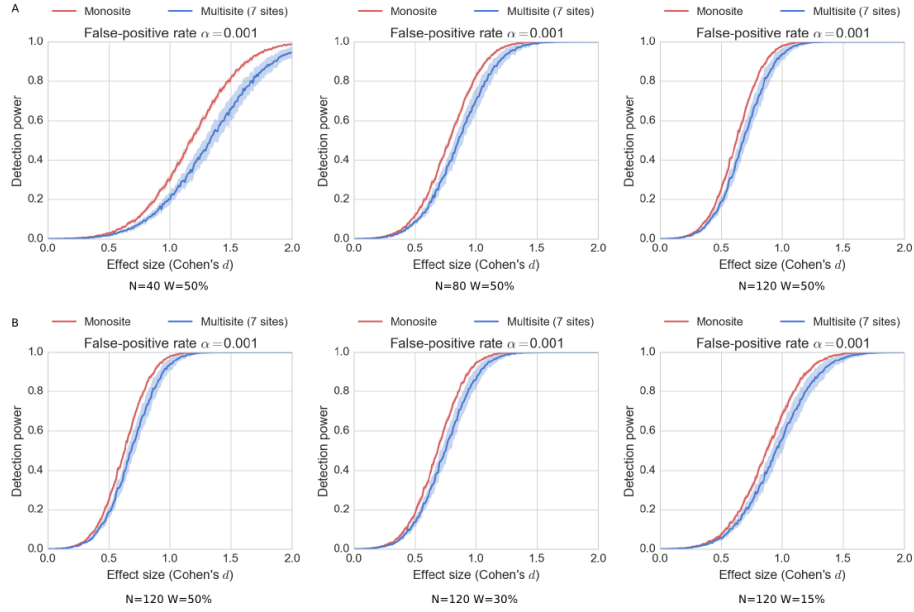 A
Monosite Multisite (7 sites)
False-positive rate α = 0.001
Detection power
1.0
0.8
0.6
0.4
0.2
0.0
0.0 0.5 1.0 1.5 2.0
Effect size (Cohen's d)
N=40 W=50%
Monosite Multisite (7 sites)
False-positive rate α = 0.001
Detection power
1.0
0.8
0.6
0.4
0.2
0.0
0.0 0.5 1.0 1.5 2.0
Effect size (Cohen's d)
N=80 W=50%
Monosite Multisite (7 sites)
False-positive rate α = 0.001
Detection power
1.0
0.8
0.6
0.4
0.2
0.0
0.0 0.5 1.0 1.5 2.0
Effect size (Cohen's d)
N=120 W=50%
B
Monosite Multisite (7 sites)
False-positive rate α = 0.001
Detection power
1.0
0.8
0.6
0.4
0.2
0.0
0.0 0.5 1.0 1.5 2.0
Effect size (Cohen's d)
N=120 W=50%
Monosite Multisite (7 sites)
False-positive rate α = 0.001
Detection power
1.0
0.8
0.6
0.4
0.2
0.0
0.0 0.5 1.0 1.5 2.0
Effect size (Cohen's d)
N=120 W=30%
Monosite Multisite (7 sites)
False-positive rate α = 0.001
Detection power
1.0
0.8
0.6
0.4
0.2
0.0
0.0 0.5 1.0 1.5 2.0
Effect size (Cohen's d)
N=120 W=15%